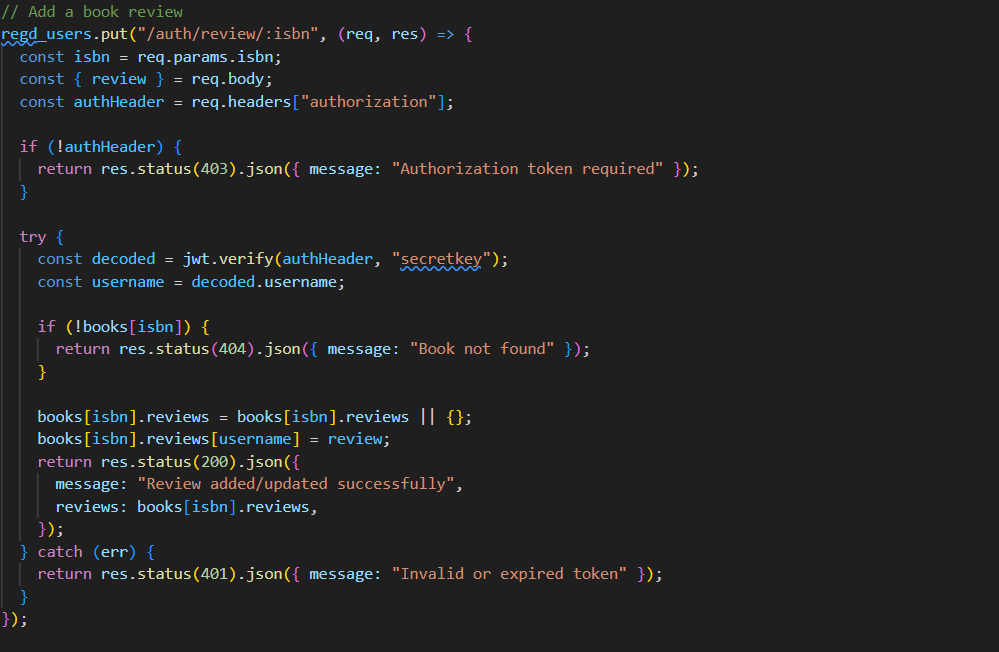 // Add a book review
regd_users.put("/auth/review/:isbn", (req, res) => {
  const isbn = req.params.isbn;
  const { review } = req.body;
  const authHeader = req.headers["authorization"];

  if (!authHeader) {
    return res.status(403).json({ message: "Authorization token required" });
  }

  try {
    const decoded = jwt.verify(authHeader, "secretkey");
    const username = decoded.username;

    if (!books[isbn]) {
      return res.status(404).json({ message: "Book not found" });
    }

    books[isbn].reviews = books[isbn].reviews || {};
    books[isbn].reviews[username] = review;
    return res.status(200).json({
      message: "Review added/updated successfully",
      reviews: books[isbn].reviews,
    });
  } catch (err) {
    return res.status(401).json({ message: "Invalid or expired token" });
  }
});